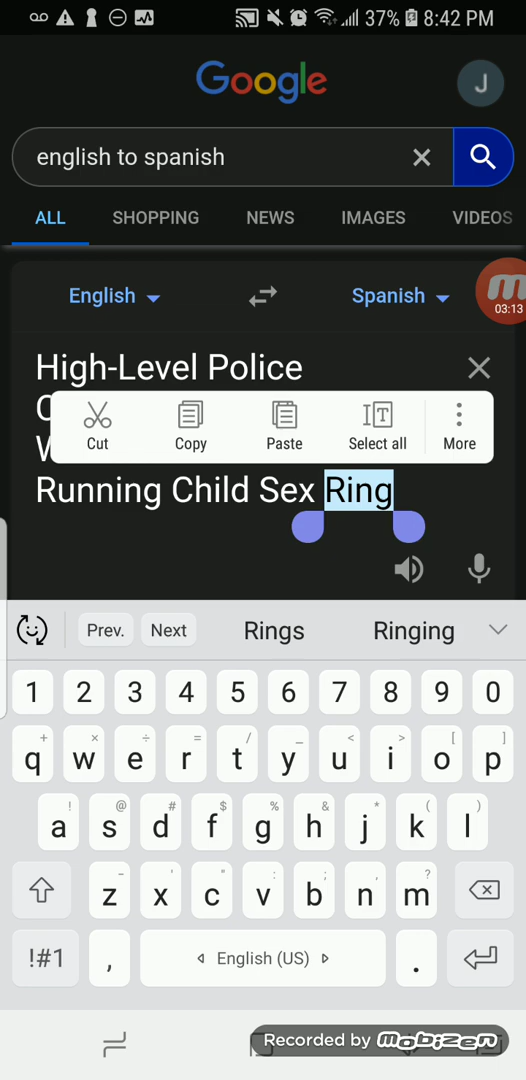 37% 8:42 PM
Google
J
english to spanish
ALL SHOPPING NEWS IMAGES VIDEOS
English Spanish
03:13
High-Level Police
Cut Copy Paste Select all More
Running Child Sex Ring
Prev. Next Rings Ringing
1 2 3 4 5 6 7 8 9 0
+ × ÷ = / _ < > [ ]
q w e r t y u i o p
! @ # $ % ^ & * ( )
a s d f g h j k l
- ' " : ; , ?
z x c v b n m
!#1 , English (US) .
Recorded by mobizen